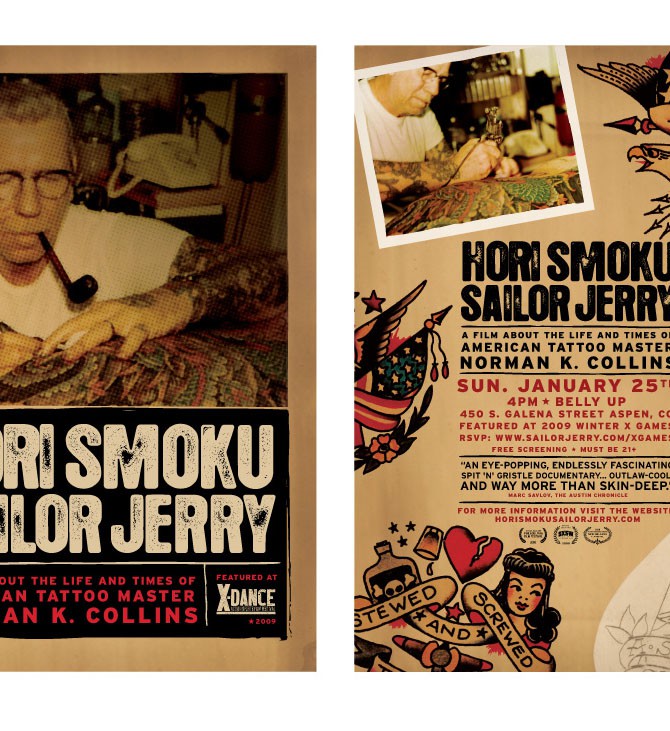 ORI SMOKU
ILOR JERRY
OUT THE LIFE AND TIMES OF
AN TATTOO MASTER
AN K. COLLINS
FEATURED AT
X-DANCE
★ 2009
HORI SMOKU
SAILOR JERRY
A FILM ABOUT THE LIFE AND TIMES O
AMERICAN TATTOO MASTER
NORMAN K. COLLINS
SUN. JANUARY 25T
4PM ★ BELLY UP
450 S. GALENA STREET ASPEN, CO
FEATURED AT 2009 WINTER X GAMES
RSVP: WWW.SAILORJERRY.COM/XGAMES
FREE SCREENING ★ MUST BE 21+
"AN EYE-POPPING, ENDLESSLY FASCINATING
SPIT 'N' GRISTLE DOCUMENTARY... OUTLAW-COOL
AND WAY MORE THAN SKIN-DEEP."
MARC SAVLOV, THE AUSTIN CHRONICLE
FOR MORE INFORMATION VISIT THE WEBSITE
HORISMOKUSAILORJERRY.COM
STEWED
AND
SCREWED